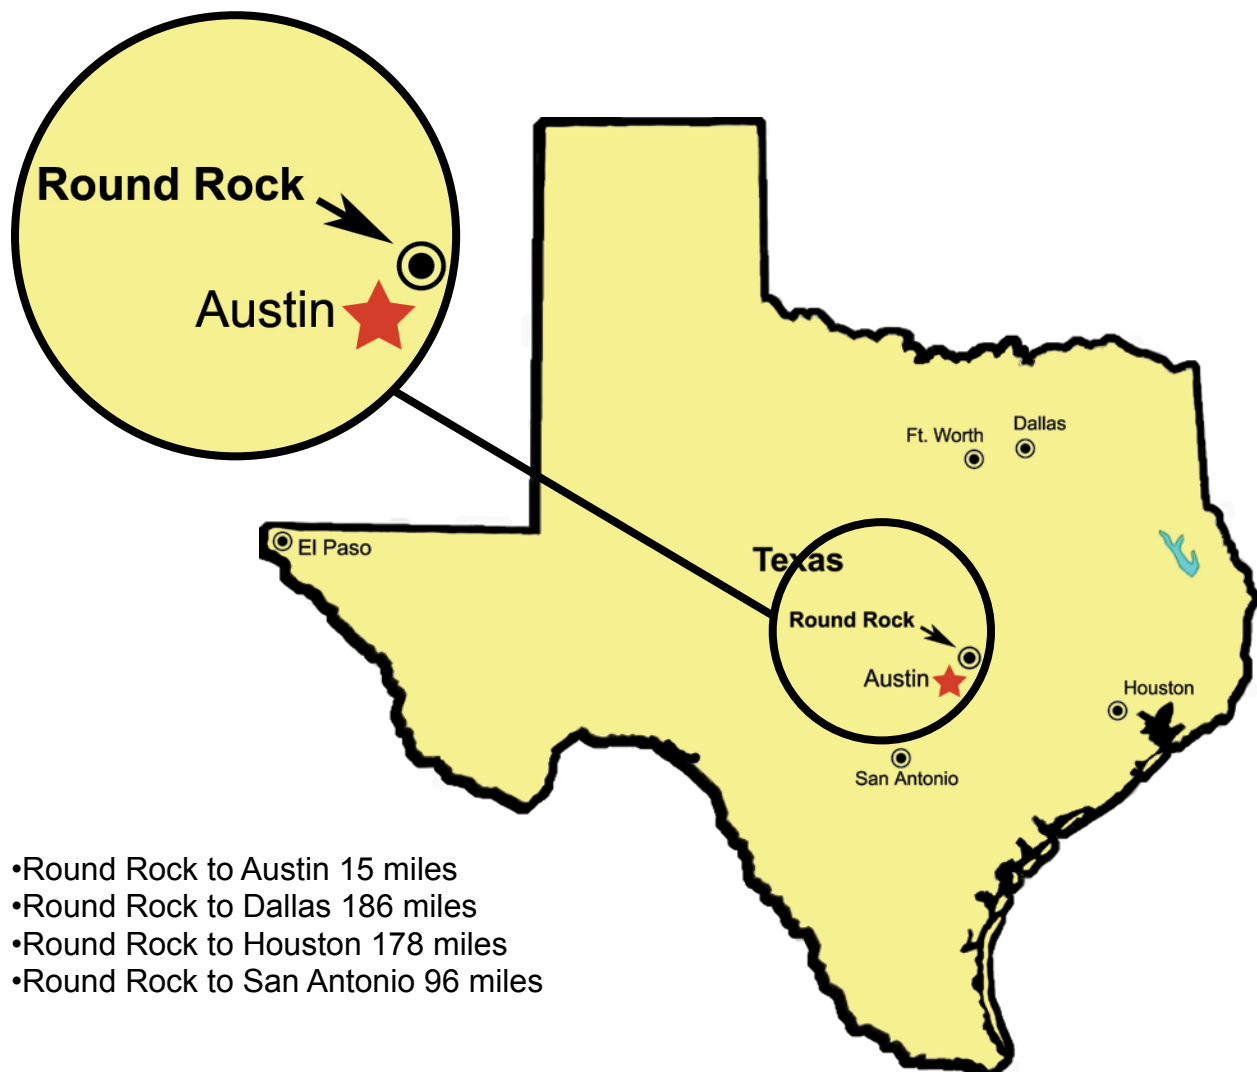 Round Rock
Austin
Ft. Worth
Dallas
El Paso
Texas
Round Rock
Austin
Houston
San Antonio
•Round Rock to Austin 15 miles
•Round Rock to Dallas 186 miles
•Round Rock to Houston 178 miles
•Round Rock to San Antonio 96 miles